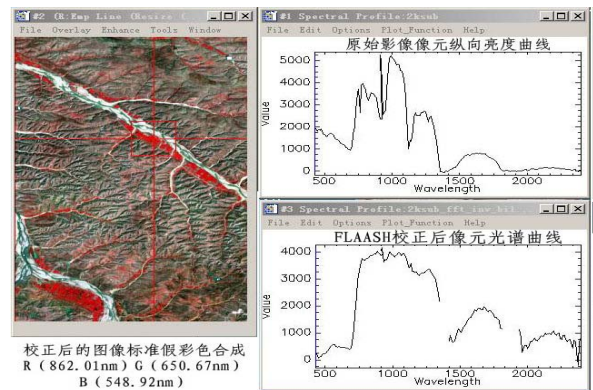 #2 (R:Emp Line (Resize (
File Overlay Enhance Tools Window
校正后的图像标准假彩色合成
R (862.01nm) G (650.67nm)
B (548.92nm)
#1 Spectral Profile:2ksub
File Edit Options Plot_Function Help
原始影像像元纵向亮度曲线
Value
5000
4000
3000
2000
1000
0
500 1000 1500 2000
Wavelength
#3 Spectral Profile:2ksub_fft_inv_bil
File Edit Options Plot_Function Help
FLAASH校正后像元光谱曲线
Value
4000
3000
2000
1000
0
500 1000 1500 2000
Wavelength